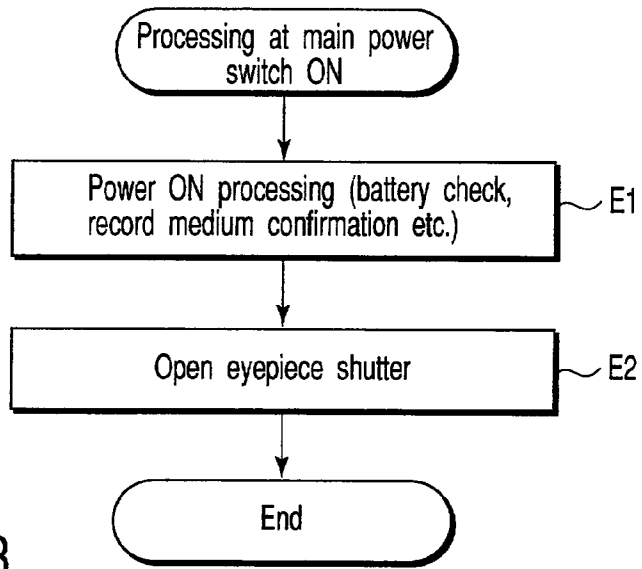 Processing at main power
switch ON
Power ON processing (battery check,
record medium confirmation etc.)
E1
Open eyepiece shutter
E2
End